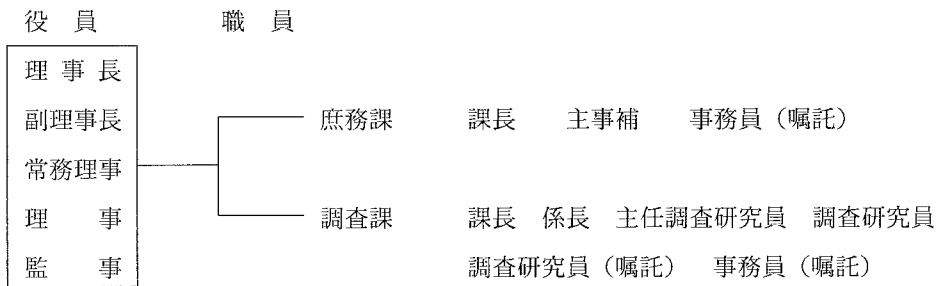 役 員 職 員
理 事 長
副理事長 庶務課 課長 主事補 事務員（嘱託）
常務理事
理 事 調査課 課長 係長 主任調査研究員 調査研究員
監 事 調査研究員（嘱託） 事務員（嘱託）